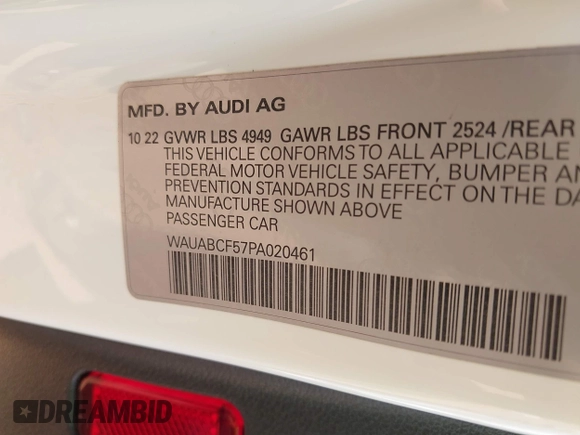 MFD. BY AUDI AG
10 22 GVWR LBS 4949 GAWR LBS FRONT 2524 /REAR
THIS VEHICLE CONFORMS TO ALL APPLICABLE
FEDERAL MOTOR VEHICLE SAFETY, BUMPER AN
PREVENTION STANDARDS IN EFFECT ON THE DA
MANUFACTURE SHOWN ABOVE
PASSENGER CAR
WAUABCF57PA020461
DREAMBID